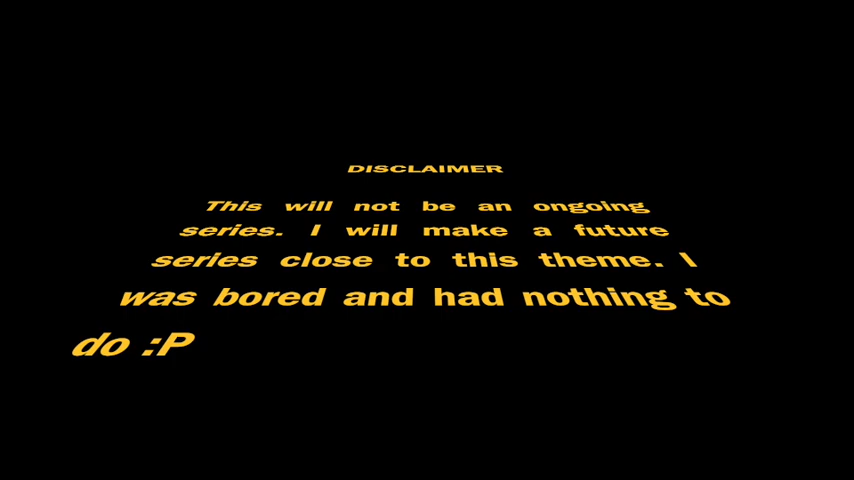 DISCLAIMER
This will not be an ongoing
series. I will make a future
series close to this theme. I
was bored and had nothing to
do :P